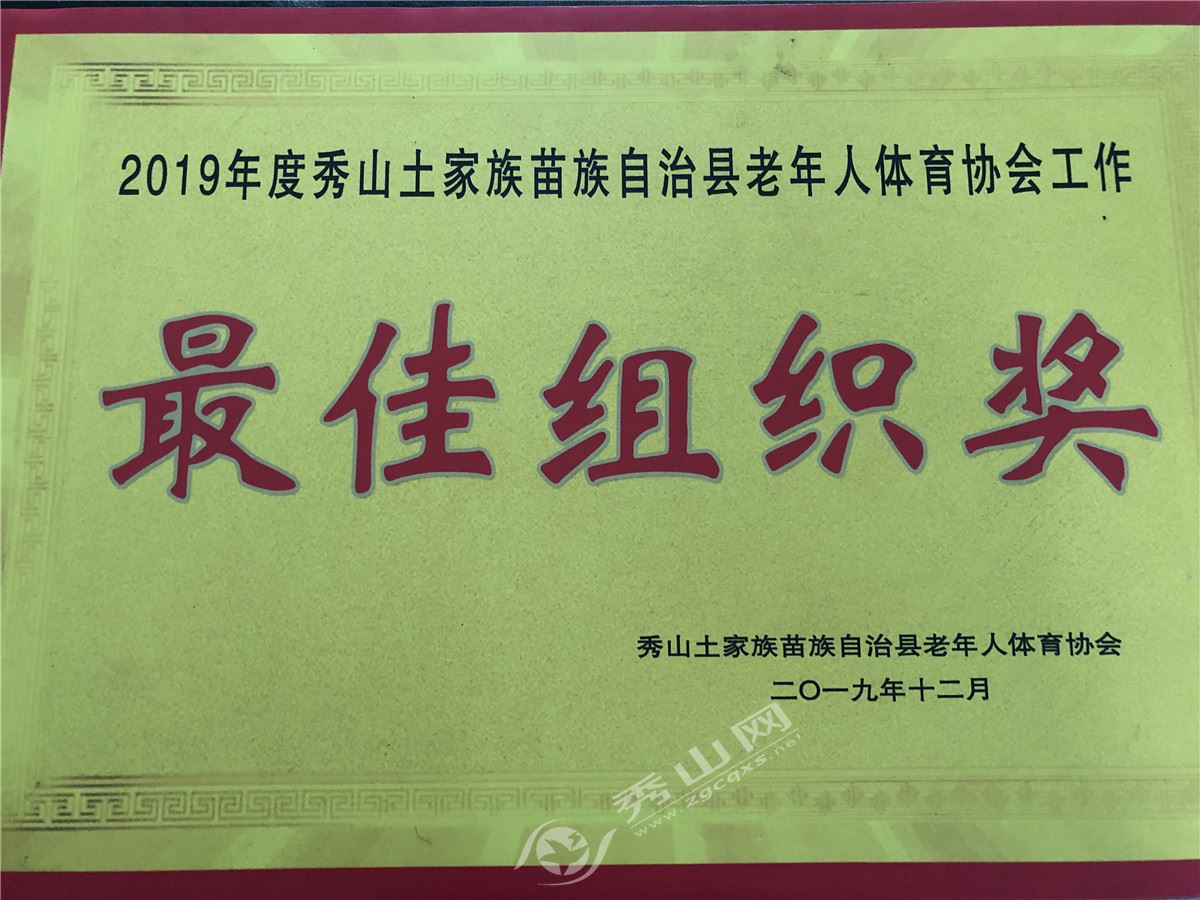 2019年度秀山土家族苗族自治县老年人体育协会工作
最佳组织奖
秀山土家族苗族自治县老年人体育协会
二〇一九年十二月
秀山网
www.zgcqxs.net